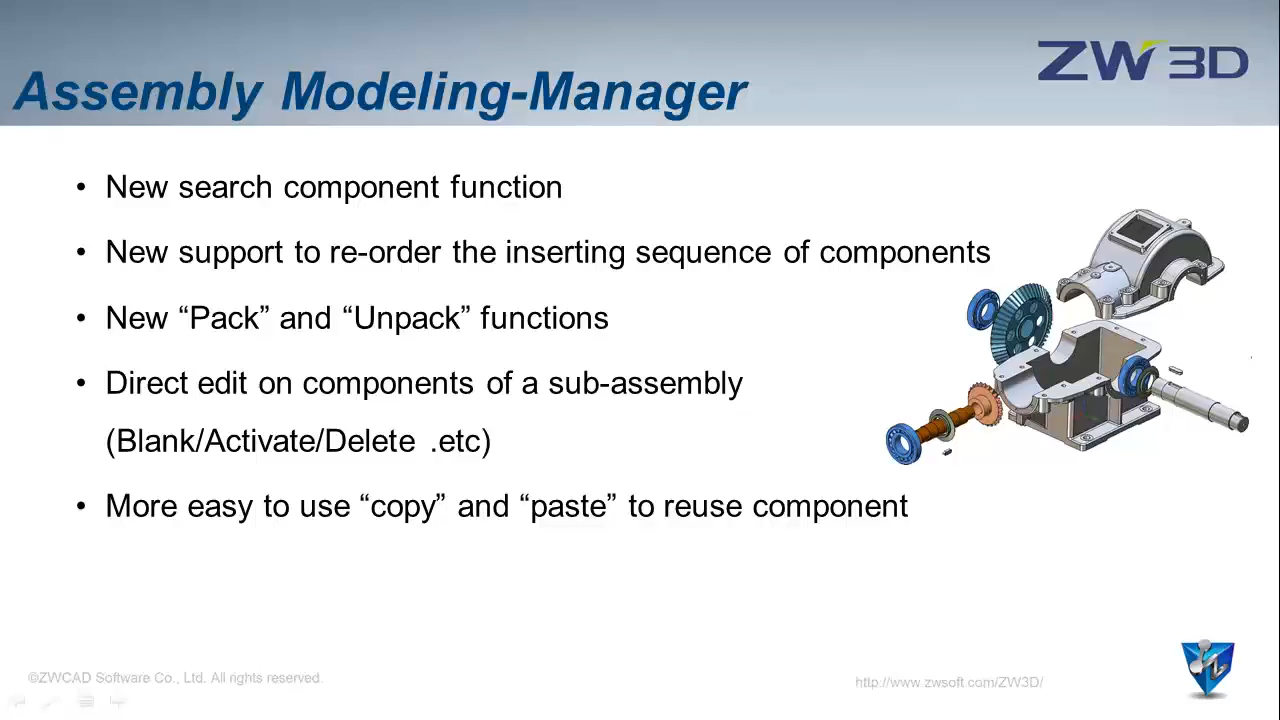 ZW3D
Assembly Modeling-Manager
• New search component function
• New support to re-order the inserting sequence of components
• New “Pack” and “Unpack” functions
• Direct edit on components of a sub-assembly
(Blank/Activate/Delete .etc)
• More easy to use “copy” and “paste” to reuse component
©ZWCAD Software Co., Ltd. All rights reserved.
http://www.zwsoft.com/ZW3D/